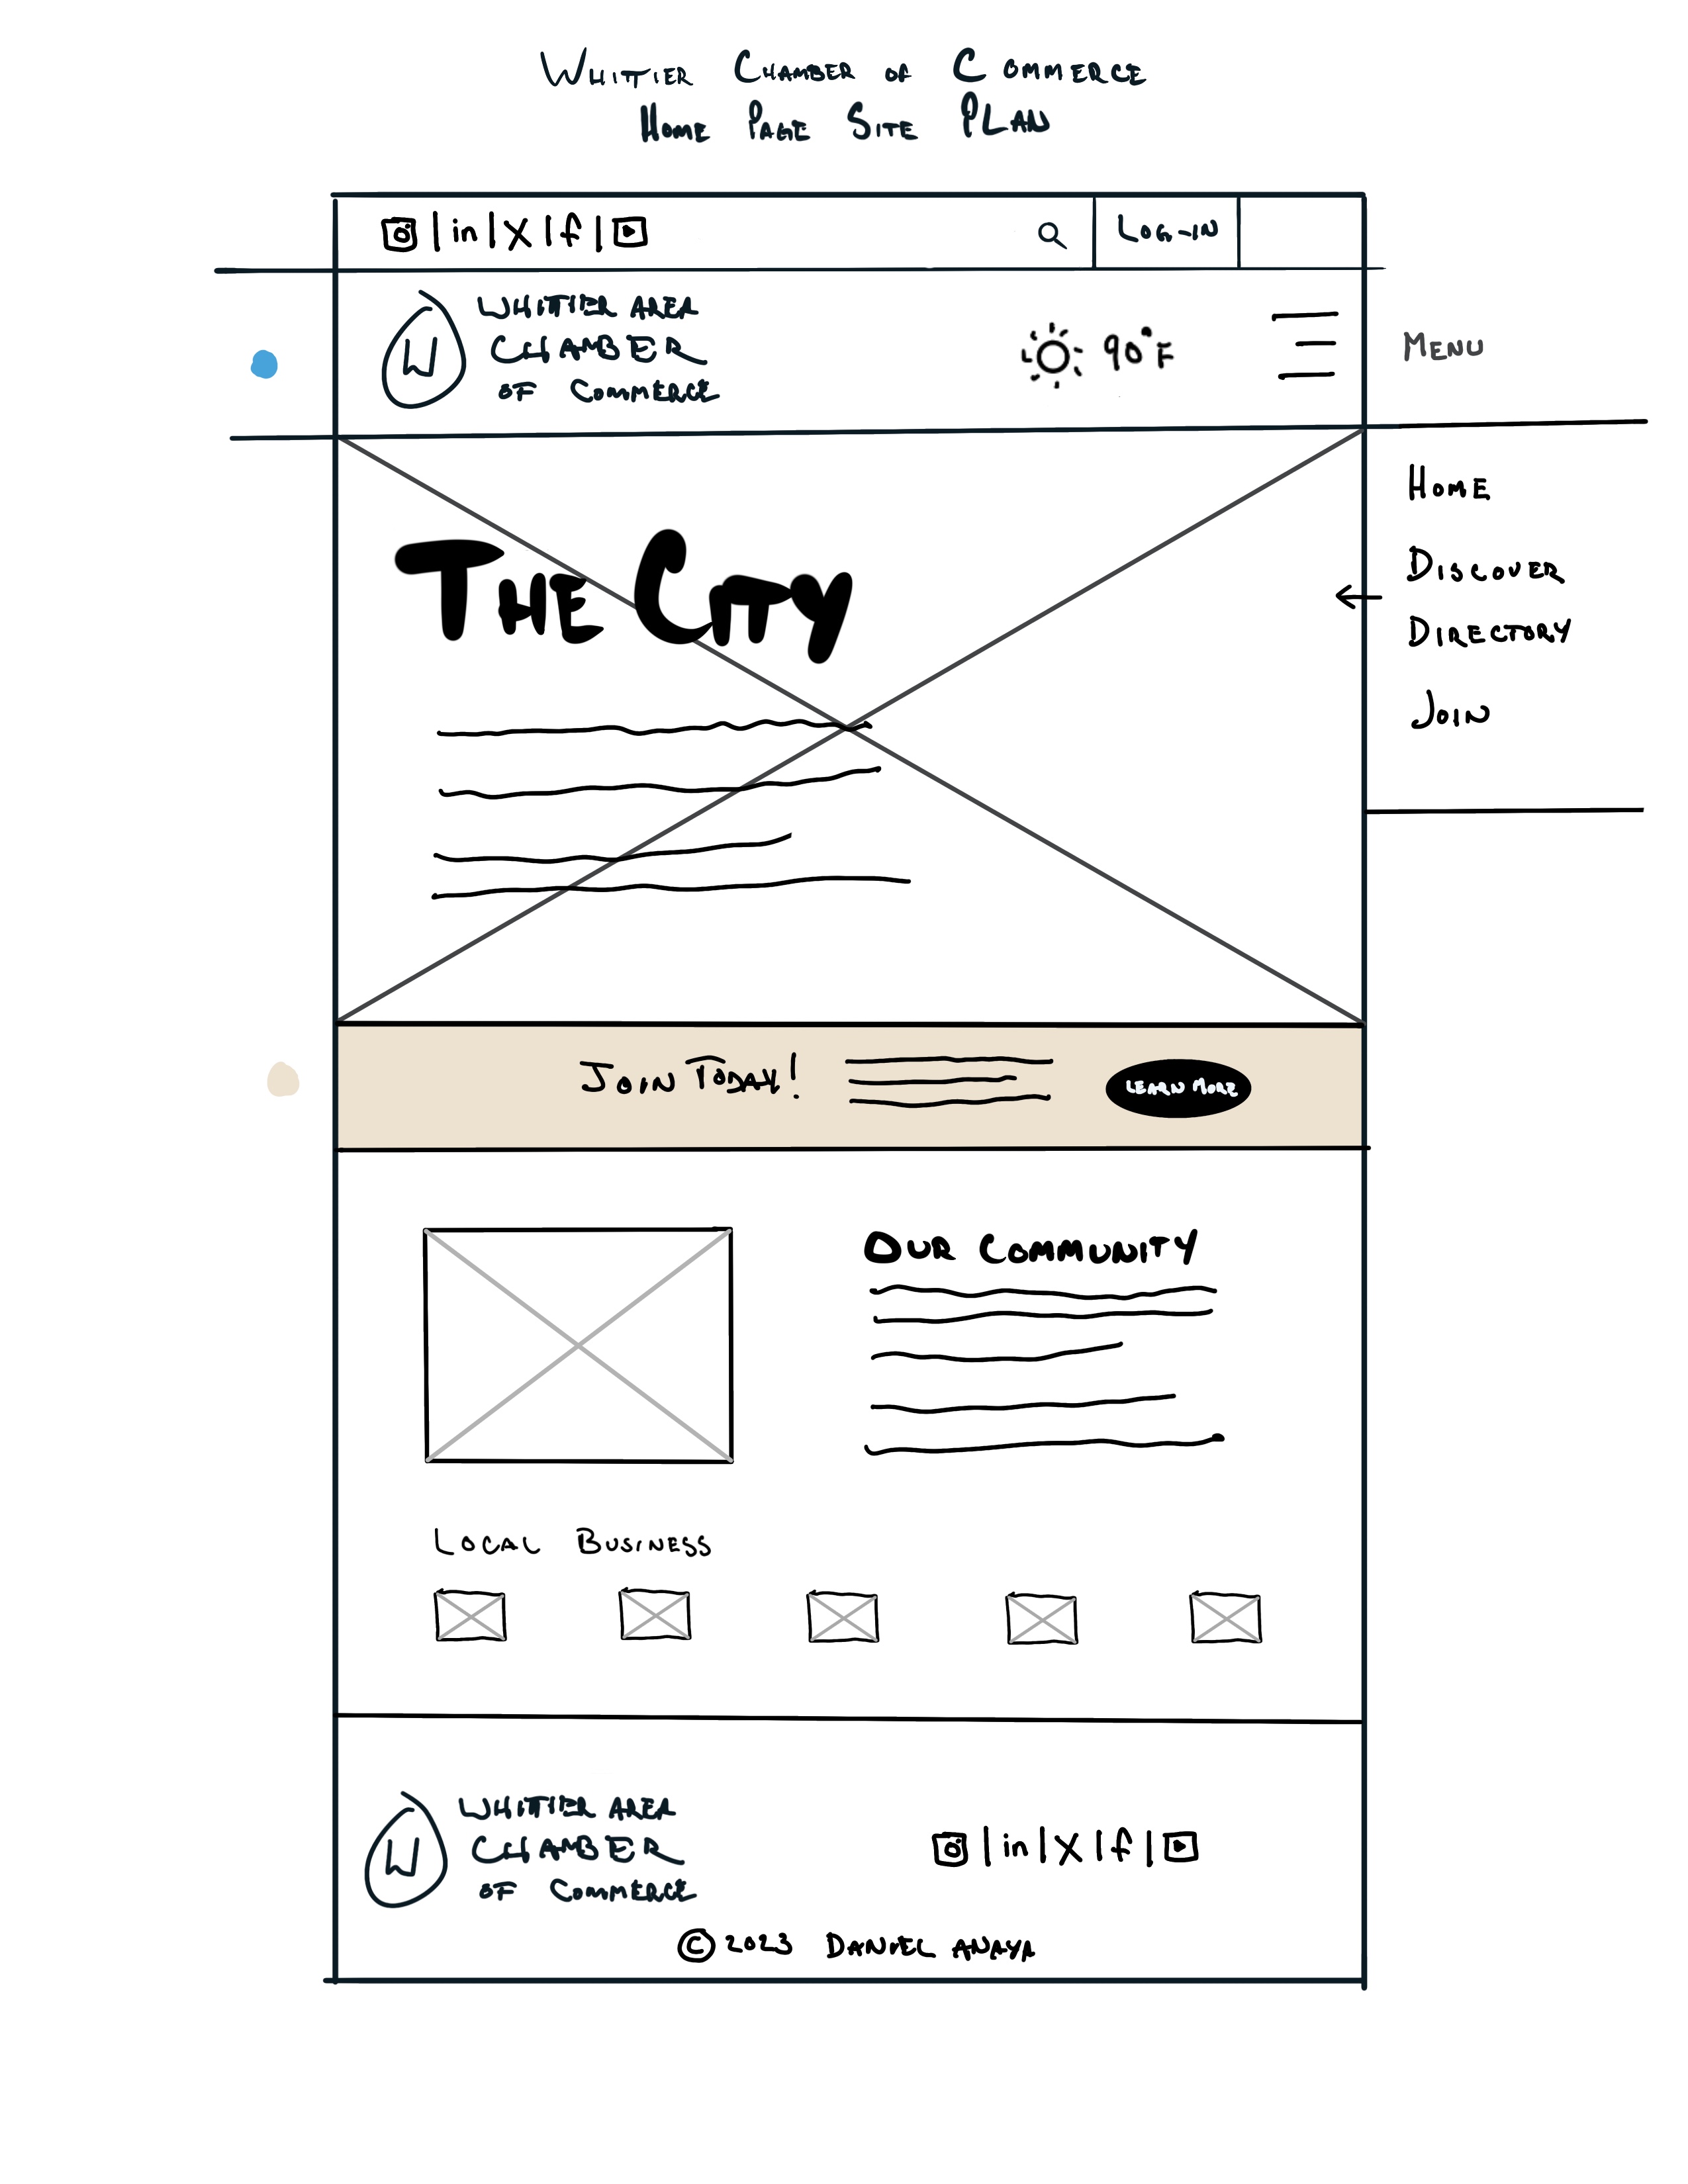 Whittier Chamber of Commerce
Home Page Site Plan
in | X | f |
Log-in
Whittier Area
Chamber
of Commerce
W
90°F
Menu
Home
Discover
Directory
Join
The City
Join Today!
Learn More
Our Community
Local Business
Whittier Area
Chamber
of Commerce
W
in | X | f |
© 2023 Daniel Anaya